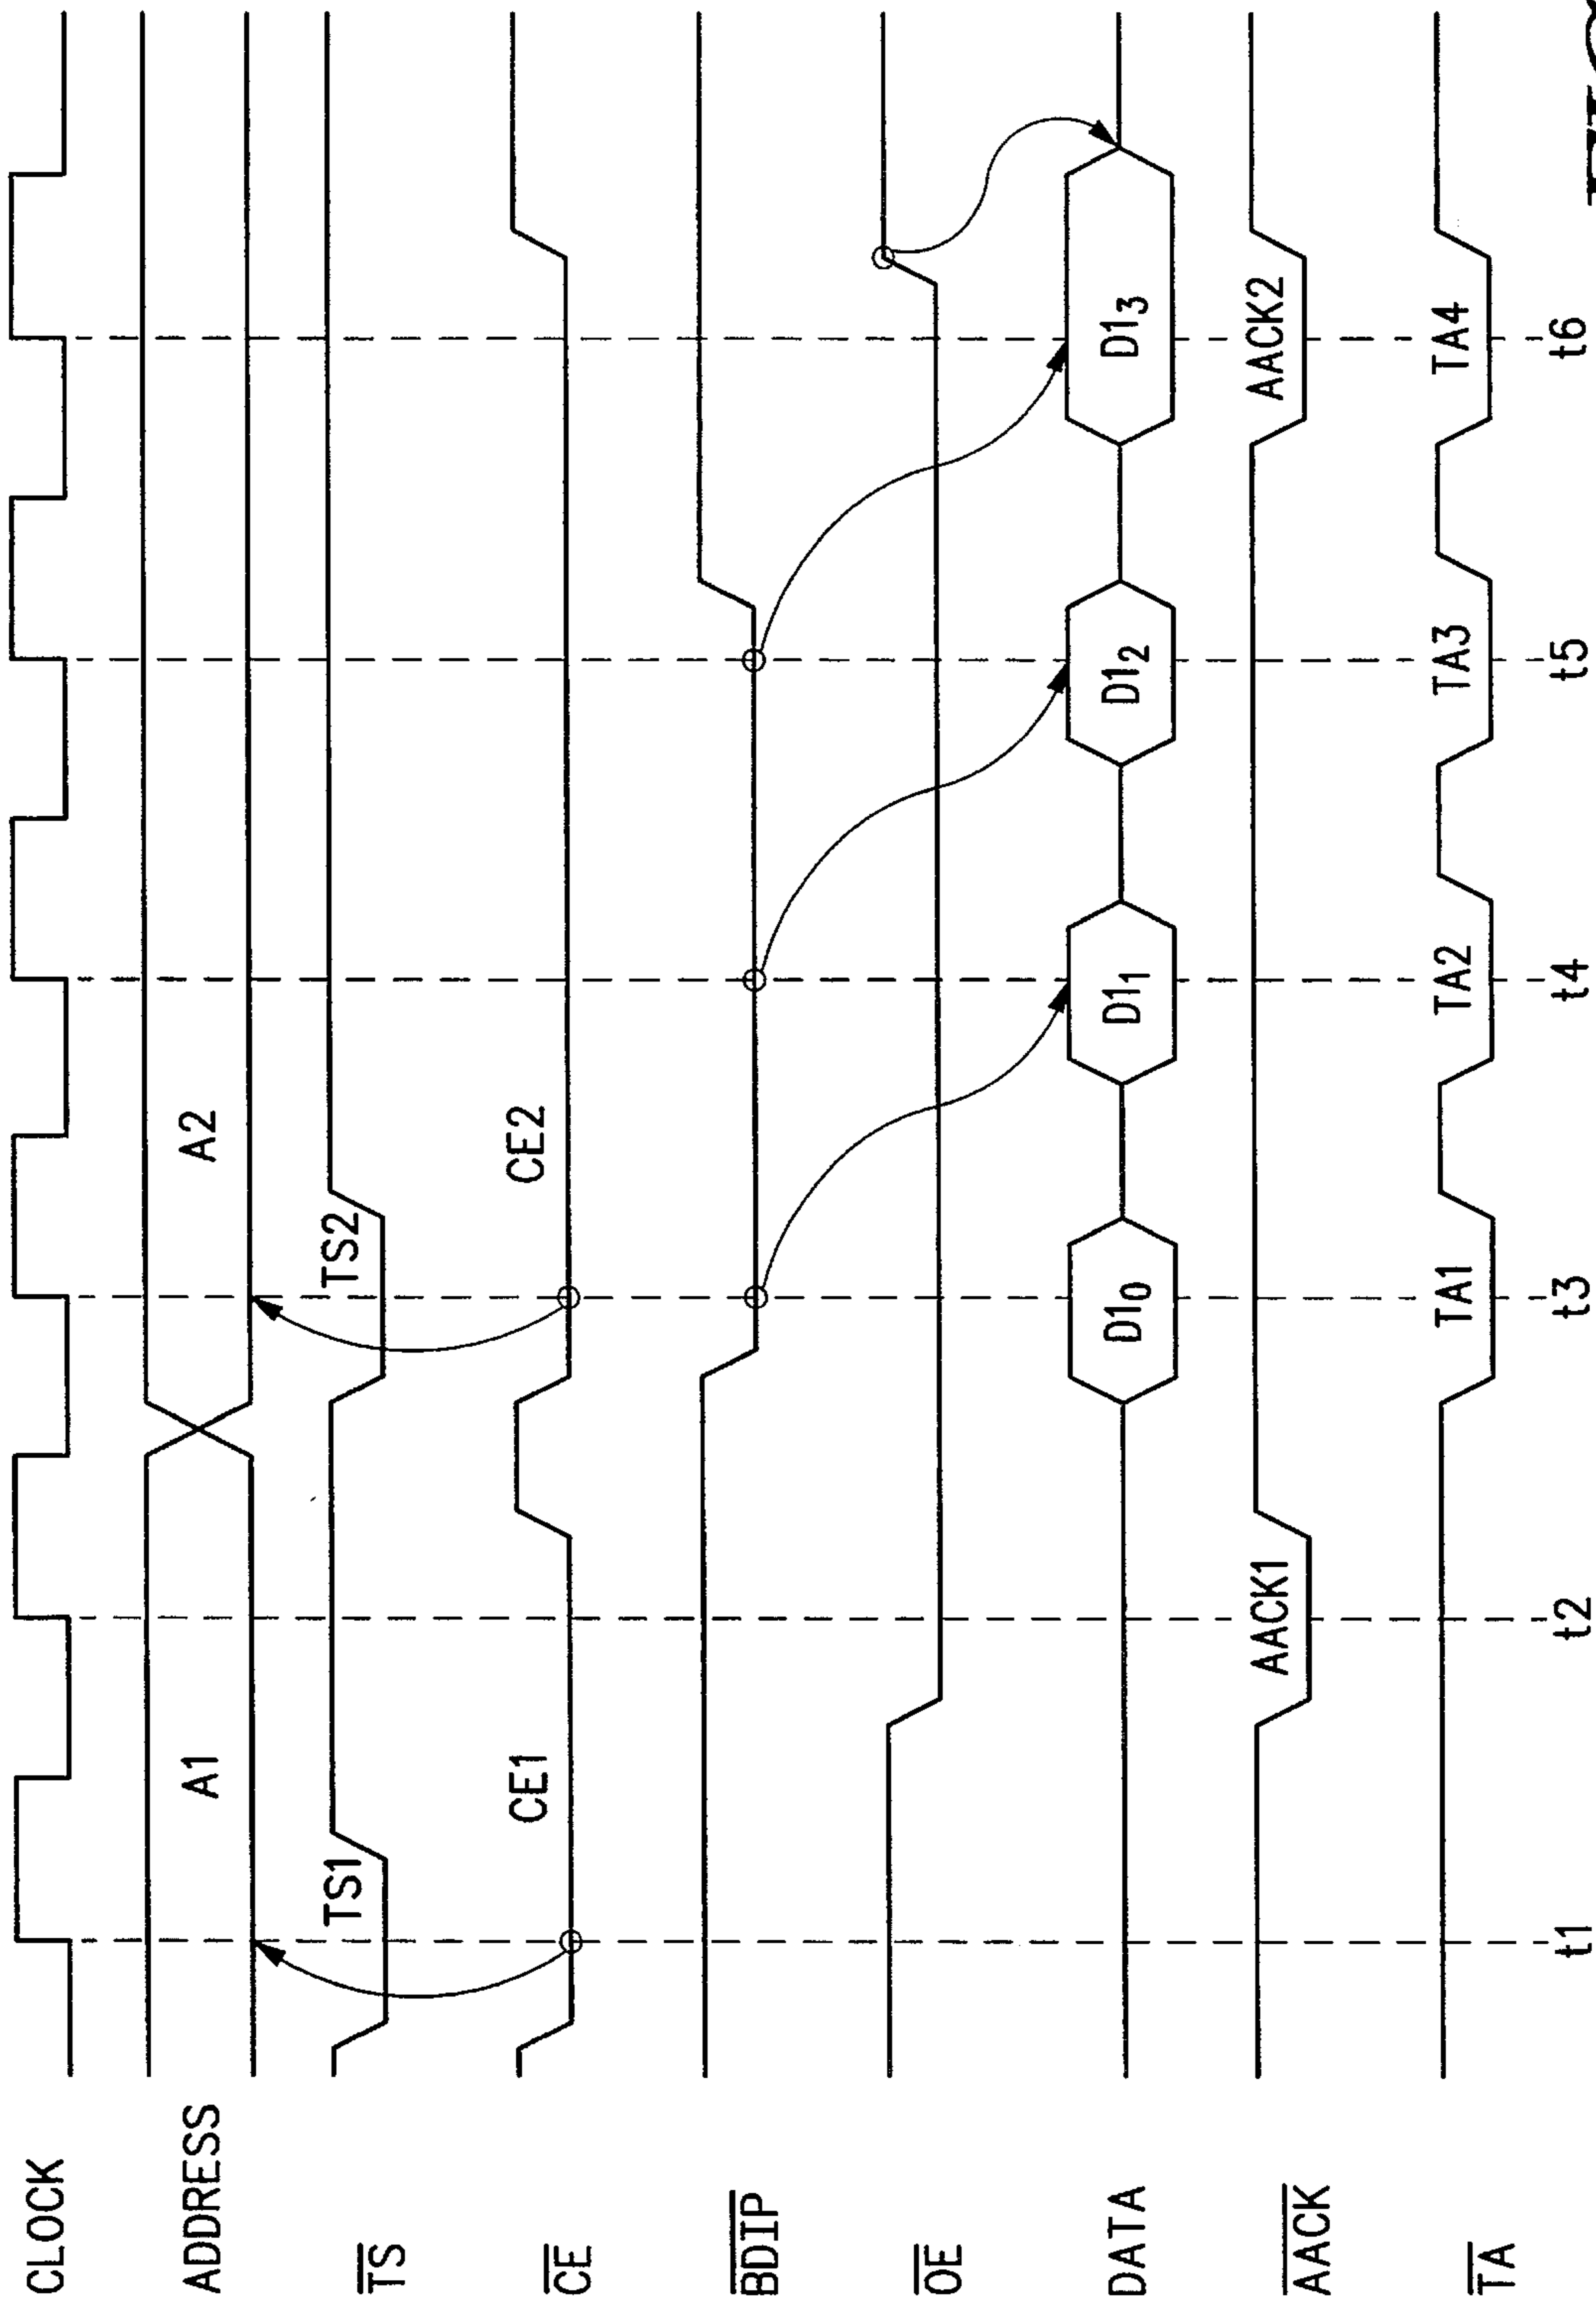 CLOCK
ADDRESS A1 A2
TS TS1 TS2
CE CE1 CE2
BDIP
OE
DATA D1₀ D1₁ D1₂ D1₃
AACK AACK1 AACK2
TA TA1 TA2 TA3 TA4
t1 t2 t3 t4 t5 t6